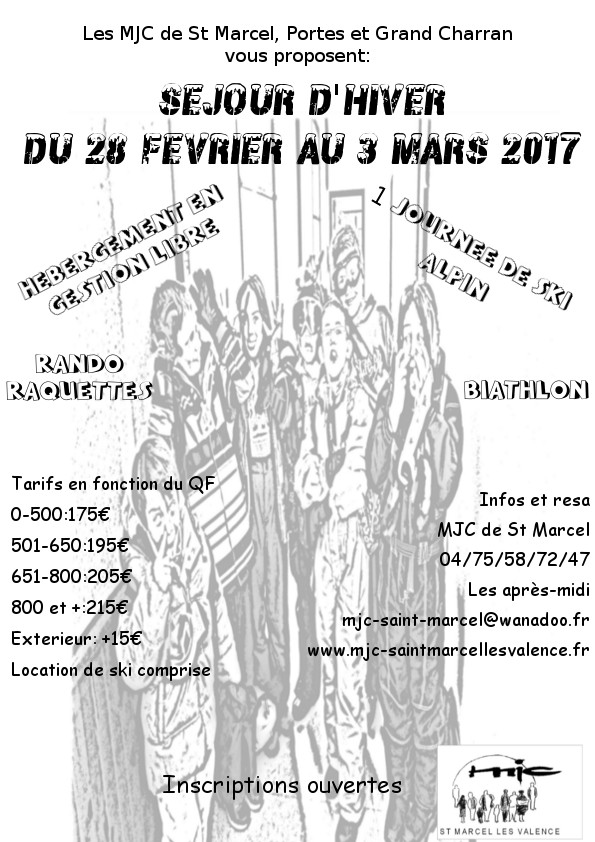 Les MJC de St Marcel, Portes et Grand Charran
vous proposent:
SEJOUR D'HIVER
DU 28 FEVRIER AU 3 MARS 2017
HEBERGEMENT EN
GESTION LIBRE
1 JOURNEE DE SKI
ALPIN
RANDO
RAQUETTES
BIATHLON
Tarifs en fonction du QF
0-500:175€
501-650:195€
651-800:205€
800 et +:215€
Exterieur: +15€
Location de ski comprise
Infos et resa
MJC de St Marcel
04/75/58/72/47
Les après-midi
mjc-saint-marcel@wanadoo.fr
www.mjc-saintmarcellesvalence.fr
Inscriptions ouvertes
mjc
ST MARCEL LES VALENCE